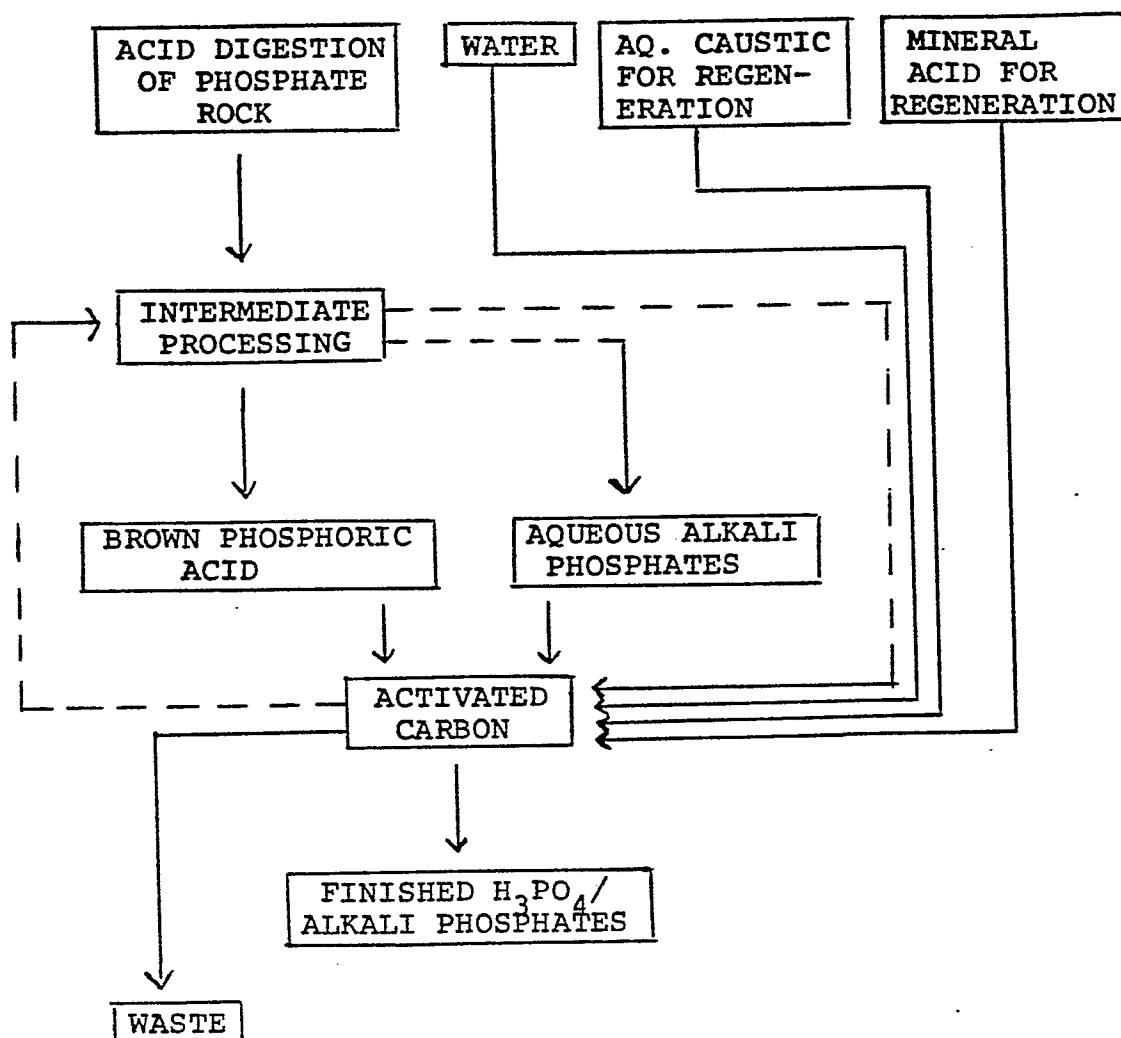 ACID DIGESTION
OF PHOSPHATE
ROCK
WATER
AQ. CAUSTIC
FOR REGEN-
ERATION
MINERAL
ACID FOR
REGENERATION
INTERMEDIATE
PROCESSING
BROWN PHOSPHORIC
ACID
AQUEOUS ALKALI
PHOSPHATES
ACTIVATED
CARBON
FINISHED H₃PO₄/
ALKALI PHOSPHATES
WASTE